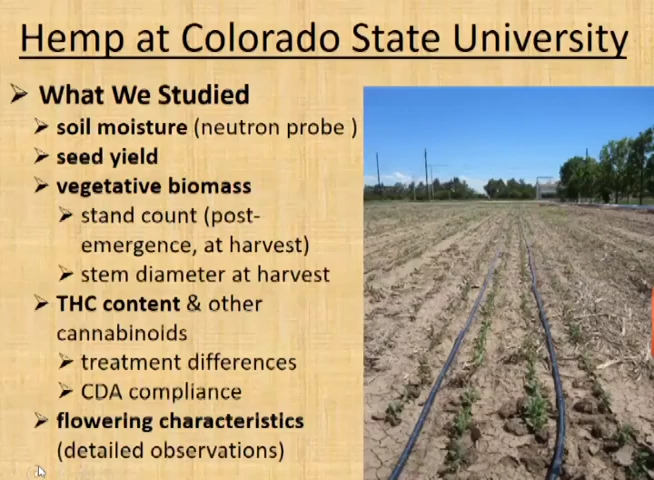 Hemp at Colorado State University
What We Studied
soil moisture (neutron probe )
seed yield
vegetative biomass
stand count (post-
emergence, at harvest)
stem diameter at harvest
THC content & other
cannabinoids
treatment differences
CDA compliance
flowering characteristics
(detailed observations)